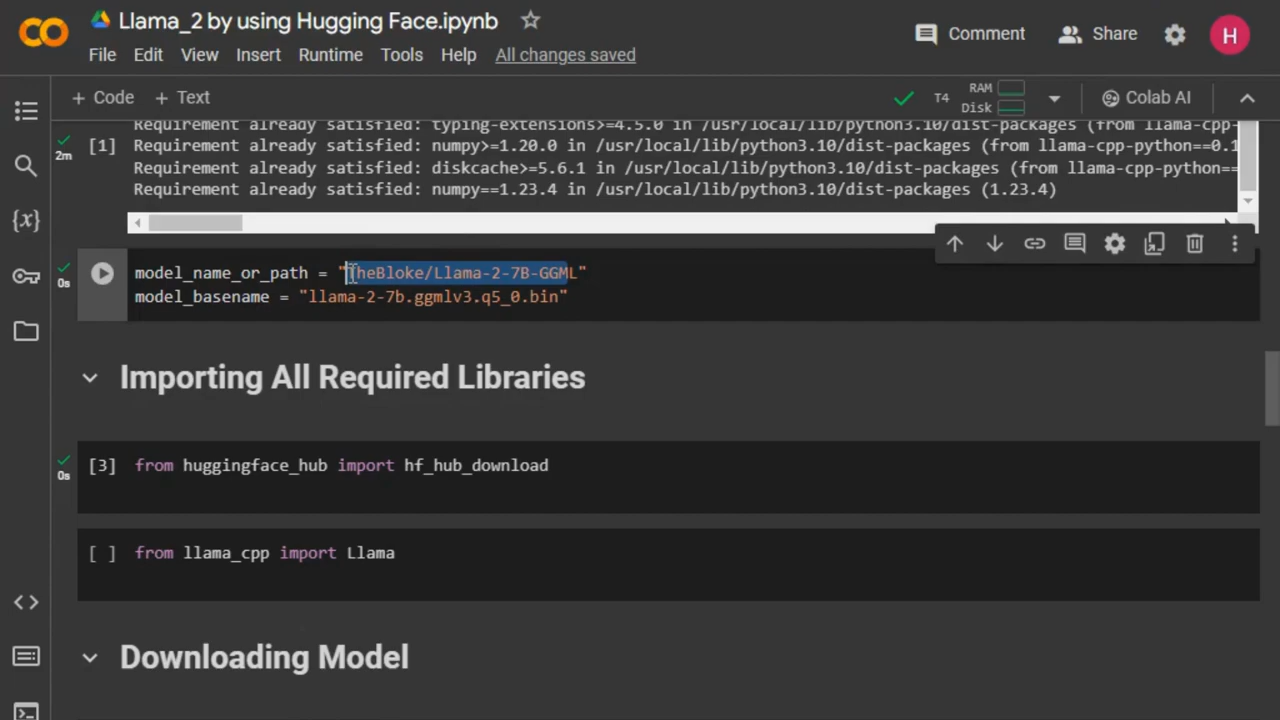 Llama_2 by using Hugging Face.ipynb
Comment
Share
H
File Edit View Insert Runtime Tools Help All changes saved
+ Code + Text
T4
RAM
Disk
Colab AI
Requirement already satisfied: typing-extensions>=4.5.0 in /usr/local/lib/python3.10/dist-packages (from llama-cpp-
2m
[1]
Requirement already satisfied: numpy>=1.20.0 in /usr/local/lib/python3.10/dist-packages (from llama-cpp-python==0.1
Requirement already satisfied: diskcache>=5.6.1 in /usr/local/lib/python3.10/dist-packages (from llama-cpp-python==
Requirement already satisfied: numpy==1.23.4 in /usr/local/lib/python3.10/dist-packages (1.23.4)
0s
model_name_or_path = "TheBloke/Llama-2-7B-GGML"
model_basename = "llama-2-7b.ggmlv3.q5_0.bin"
Importing All Required Libraries
0s
[3] from huggingface_hub import hf_hub_download
[ ] from llama_cpp import Llama
Downloading Model